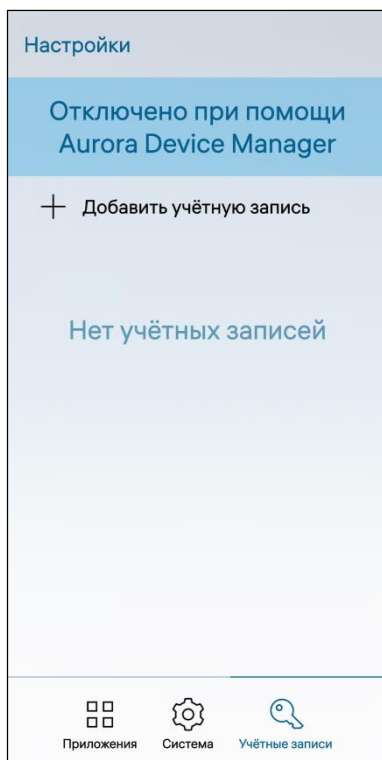 Настройки
Отключено при помощи
Aurora Device Manager
Добавить учётную запись
Нет учётных записей
Приложения Система Учётные записи